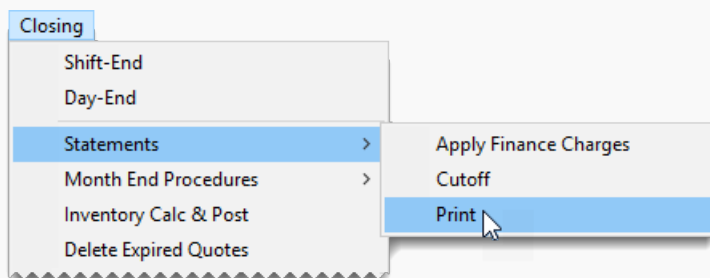 Closing
Shift-End
Day-End
Statements
Month End Procedures
Inventory Calc & Post
Delete Expired Quotes
Apply Finance Charges
Cutoff
Print